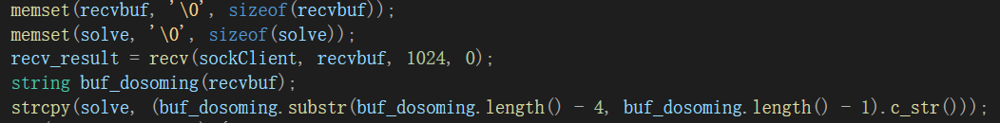 memset(recvbuf, '\0', sizeof(recvbuf));
memset(solve, '\0', sizeof(solve));
recv_result = recv(sockClient, recvbuf, 1024, 0);
string buf_dosoming(recvbuf);
strcpy(solve, (buf_dosoming.substr(buf_dosoming.length() - 4, buf_dosoming.length() - 1).c_str()));